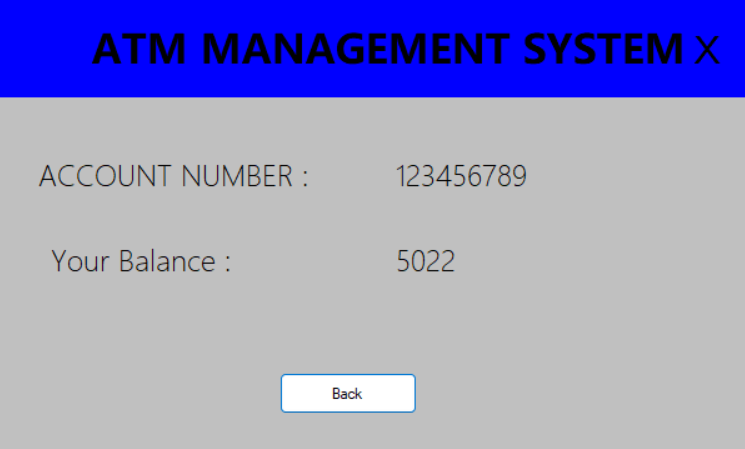 ATM MANAGEMENT SYSTEM X
ACCOUNT NUMBER : 123456789
Your Balance : 5022
Back